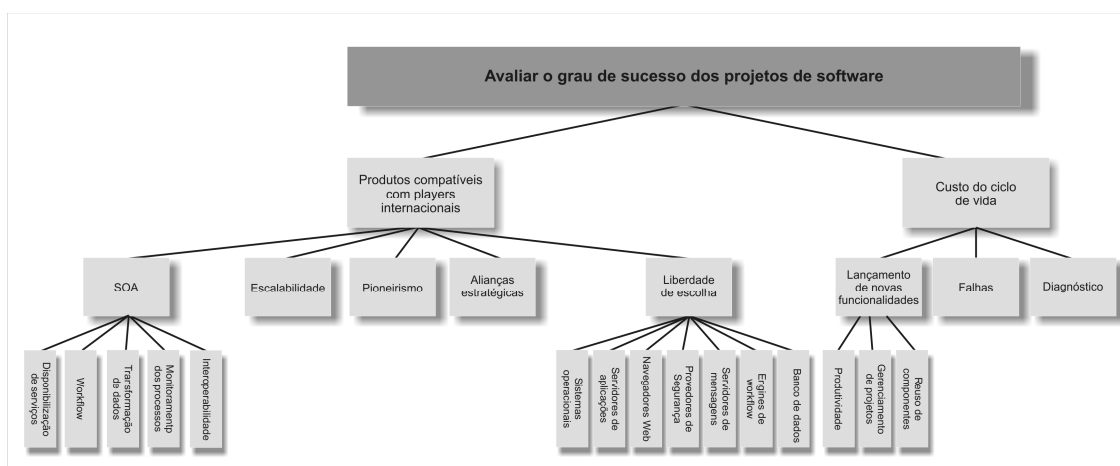 Avaliar o grau de sucesso dos projetos de software
Produtos compatíveis
com players
internacionais
Custo do ciclo
de vida
SOA
Escalabilidade
Pioneirismo
Alianças
estratégicas
Liberdade
de escolha
Lançamento
de novas
funcionalidades
Falhas
Diagnóstico
Disponibilização
de serviços
Workflow
Transformação
de dados
Monitoramentp
dos processos
Interoperabilidade
Sistemas
operacionais
Servidores de
aplicações
Navegadores Web
Provedores de
Segurança
Servidores de
mensagens
Engines de
workflow
Banco de dados
Produtividade
Gerenciamento
de projetos
Reuso de
componentes